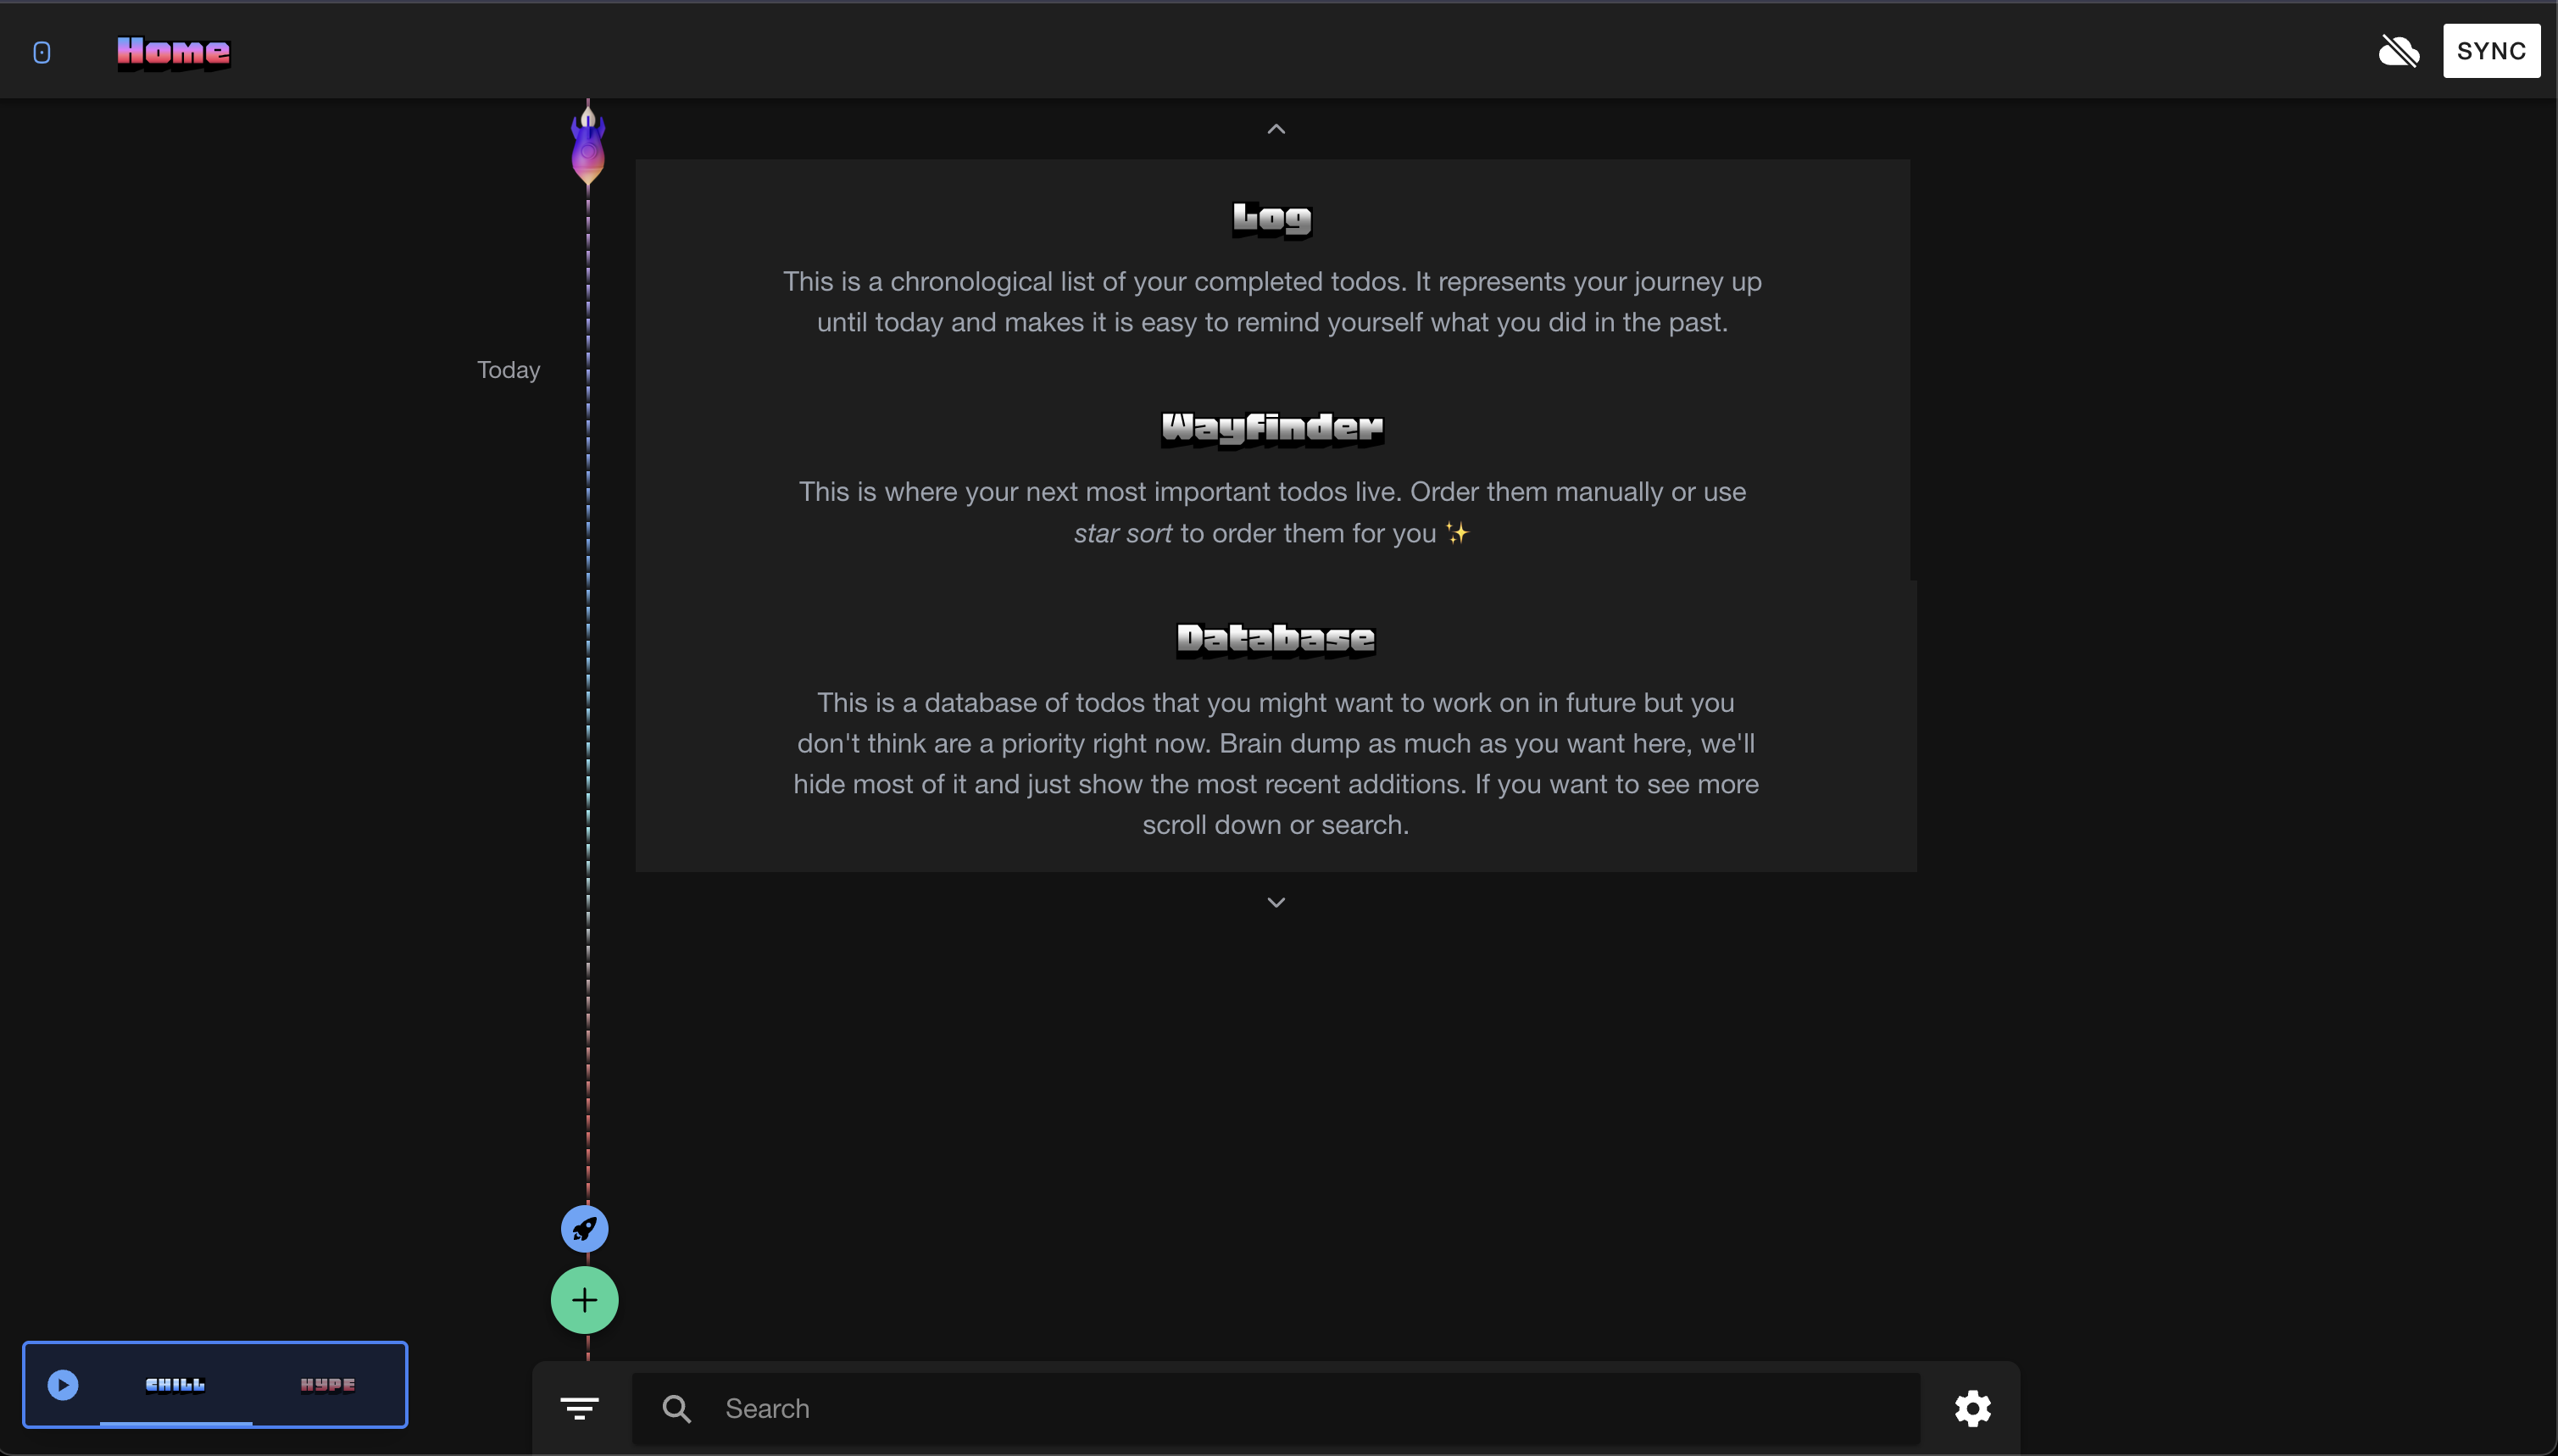 0
Home
SYNC
Log
This is a chronological list of your completed todos. It represents your journey up
until today and makes it is easy to remind yourself what you did in the past.
Today
Wayfinder
This is where your next most important todos live. Order them manually or use
star sort to order them for you ✨
Database
This is a database of todos that you might want to work on in future but you
don't think are a priority right now. Brain dump as much as you want here, we'll
hide most of it and just show the most recent additions. If you want to see more
scroll down or search.
CHILL
HYPE
Search